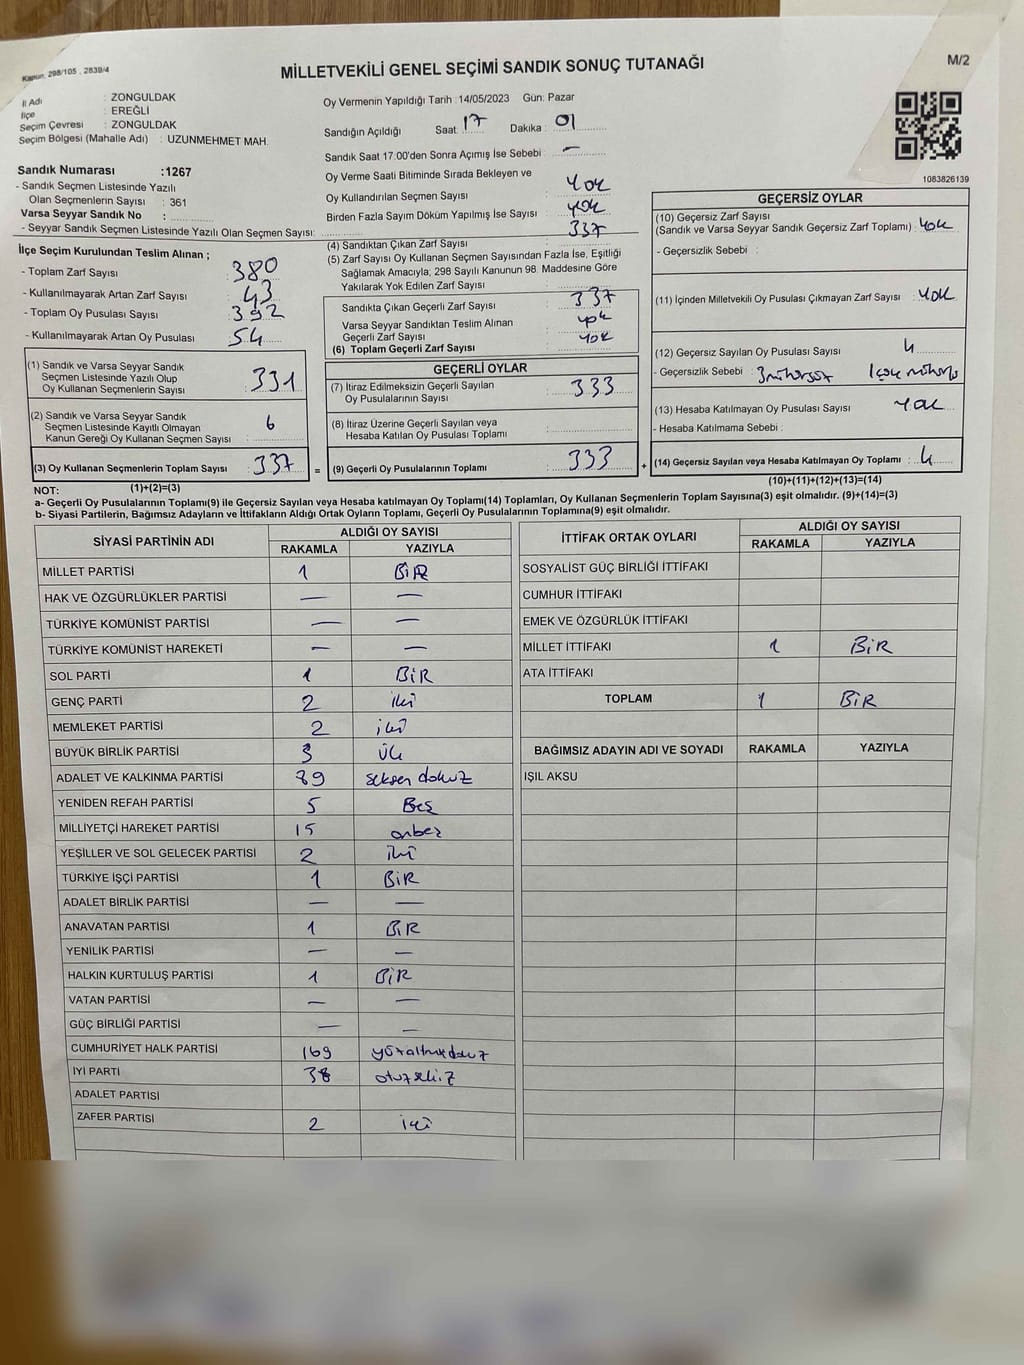 Kanun, 298/105 , 2839/4
MİLLETVEKİLİ GENEL SEÇİMİ SANDIK SONUÇ TUTANAĞI
M/2
İl Adı : ZONGULDAK
İlçe : EREĞLİ
Seçim Çevresi : ZONGULDAK
Seçim Bölgesi (Mahalle Adı) : UZUNMEHMET MAH.
Oy Vermenin Yapıldığı Tarih :14/05/2023 Gün: Pazar
Sandığın Açıldığı Saat : 17 Dakika : 01
Sandık Saat 17:00'den Sonra Açımış İse Sebebi : —
Oy Verme Saati Bitiminde Sırada Bekleyen ve
Oy Kullandırılan Seçmen Sayısı : YOK
Birden Fazla Sayım Döküm Yapılmış İse Sayısı : YOK
1083826139
Sandık Numarası :1267
- Sandık Seçmen Listesinde Yazılı
Olan Seçmenlerin Sayısı : 361
Varsa Seyyar Sandık No :
- Seyyar Sandık Seçmen Listesinde Yazılı Olan Seçmen Sayısı:
İlçe Seçim Kurulundan Teslim Alınan ;
- Toplam Zarf Sayısı : 380
- Kullanılmayarak Artan Zarf Sayısı : 43
- Toplam Oy Pusulası Sayısı : 392
- Kullanılmayarak Artan Oy Pusulası : 54
(1) Sandık ve Varsa Seyyar Sandık
Seçmen Listesinde Yazılı Olup
Oy Kullanan Seçmenlerin Sayısı : 331
(2) Sandık ve Varsa Seyyar Sandık
Seçmen Listesinde Kayıtlı Olmayan
Kanun Gereği Oy Kullanan Seçmen Sayısı : 6
(3) Oy Kullanan Seçmenlerin Toplam Sayısı : 337 =
(1)+(2)=(3)
(4) Sandıktan Çıkan Zarf Sayısı : 337
(5) Zarf Sayısı Oy Kullanan Seçmen Sayısından Fazla İse, Eşitliği
Sağlamak Amacıyla; 298 Sayılı Kanunun 98. Maddesine Göre
Yakılarak Yok Edilen Zarf Sayısı :
Sandıkta Çıkan Geçerli Zarf Sayısı : 337
Varsa Seyyar Sandıktan Teslim Alınan
Geçerli Zarf Sayısı : YOK
(6) Toplam Geçerli Zarf Sayısı : YOK
GEÇERLİ OYLAR
(7) İtiraz Edilmeksizin Geçerli Sayılan
Oy Pusulalarının Sayısı : 333
(8) İtiraz Üzerine Geçerli Sayılan veya
Hesaba Katılan Oy Pusulası Toplamı :
(9) Geçerli Oy Pusulalarının Toplamı : 333 +
GEÇERSİZ OYLAR
(10) Geçersiz Zarf Sayısı
(Sandık ve Varsa Seyyar Sandık Geçersiz Zarf Toplamı) : YOK
- Geçersizlik Sebebi :
(11) İçinden Milletvekili Oy Pusulası Çıkmayan Zarf Sayısı : YOK
(12) Geçersiz Sayılan Oy Pusulası Sayısı : 4
- Geçersizlik Sebebi : 3
(13) Hesaba Katılmayan Oy Pusulası Sayısı : YOK
- Hesaba Katılmama Sebebi :
(14) Geçersiz Sayılan veya Hesaba Katılmayan Oy Toplamı : 4
(10)+(11)+(12)+(13)=(14)
NOT:
a- Geçerli Oy Pusulalarının Toplamı(9) ile Geçersiz Sayılan veya Hesaba katılmayan Oy Toplamı(14) Toplamları, Oy Kullanan Seçmenlerin Toplam Sayısına(3) eşit olmalıdır. (9)+(14)=(3)
b- Siyasi Partilerin, Bağımsız Adayların ve İttifakların Aldığı Ortak Oyların Toplamı, Geçerli Oy Pusulalarının Toplamına(9) eşit olmalıdır.
SİYASİ PARTİNİN ADI
ALDIĞI OY SAYISI
RAKAMLA YAZIYLA
MİLLET PARTİSİ 1 BİR
HAK VE ÖZGÜRLÜKLER PARTİSİ — —
TÜRKİYE KOMÜNİST PARTİSİ — —
TÜRKİYE KOMÜNİST HAREKETİ — —
SOL PARTİ 1 BİR
GENÇ PARTİ 2 iki
MEMLEKET PARTİSİ 2 iki
BÜYÜK BİRLİK PARTİSİ 3 ÜÇ
ADALET VE KALKINMA PARTİSİ 89 seksen dokuz
YENİDEN REFAH PARTİSİ 5 Beş
MİLLİYETÇİ HAREKET PARTİSİ 15 onbeş
YEŞİLLER VE SOL GELECEK PARTİSİ 2 iki
TÜRKİYE İŞÇİ PARTİSİ 1 BİR
ADALET BİRLİK PARTİSİ — —
ANAVATAN PARTİSİ 1 BİR
YENİLİK PARTİSİ — —
HALKIN KURTULUŞ PARTİSİ 1 BİR
VATAN PARTİSİ — —
GÜÇ BİRLİĞİ PARTİSİ — —
CUMHURİYET HALK PARTİSİ 169 yüzaltmışdokuz
İYİ PARTİ 38 otuzsekiz
ADALET PARTİSİ
ZAFER PARTİSİ 2 iki
İTTİFAK ORTAK OYLARI
ALDIĞI OY SAYISI
RAKAMLA YAZIYLA
SOSYALİST GÜÇ BİRLİĞİ İTTİFAKI
CUMHUR İTTİFAKI
EMEK VE ÖZGÜRLÜK İTTİFAKI
MİLLET İTTİFAKI 1 BİR
ATA İTTİFAKI
TOPLAM 1 BİR
BAĞIMSIZ ADAYIN ADI VE SOYADI RAKAMLA YAZIYLA
IŞIL AKSU